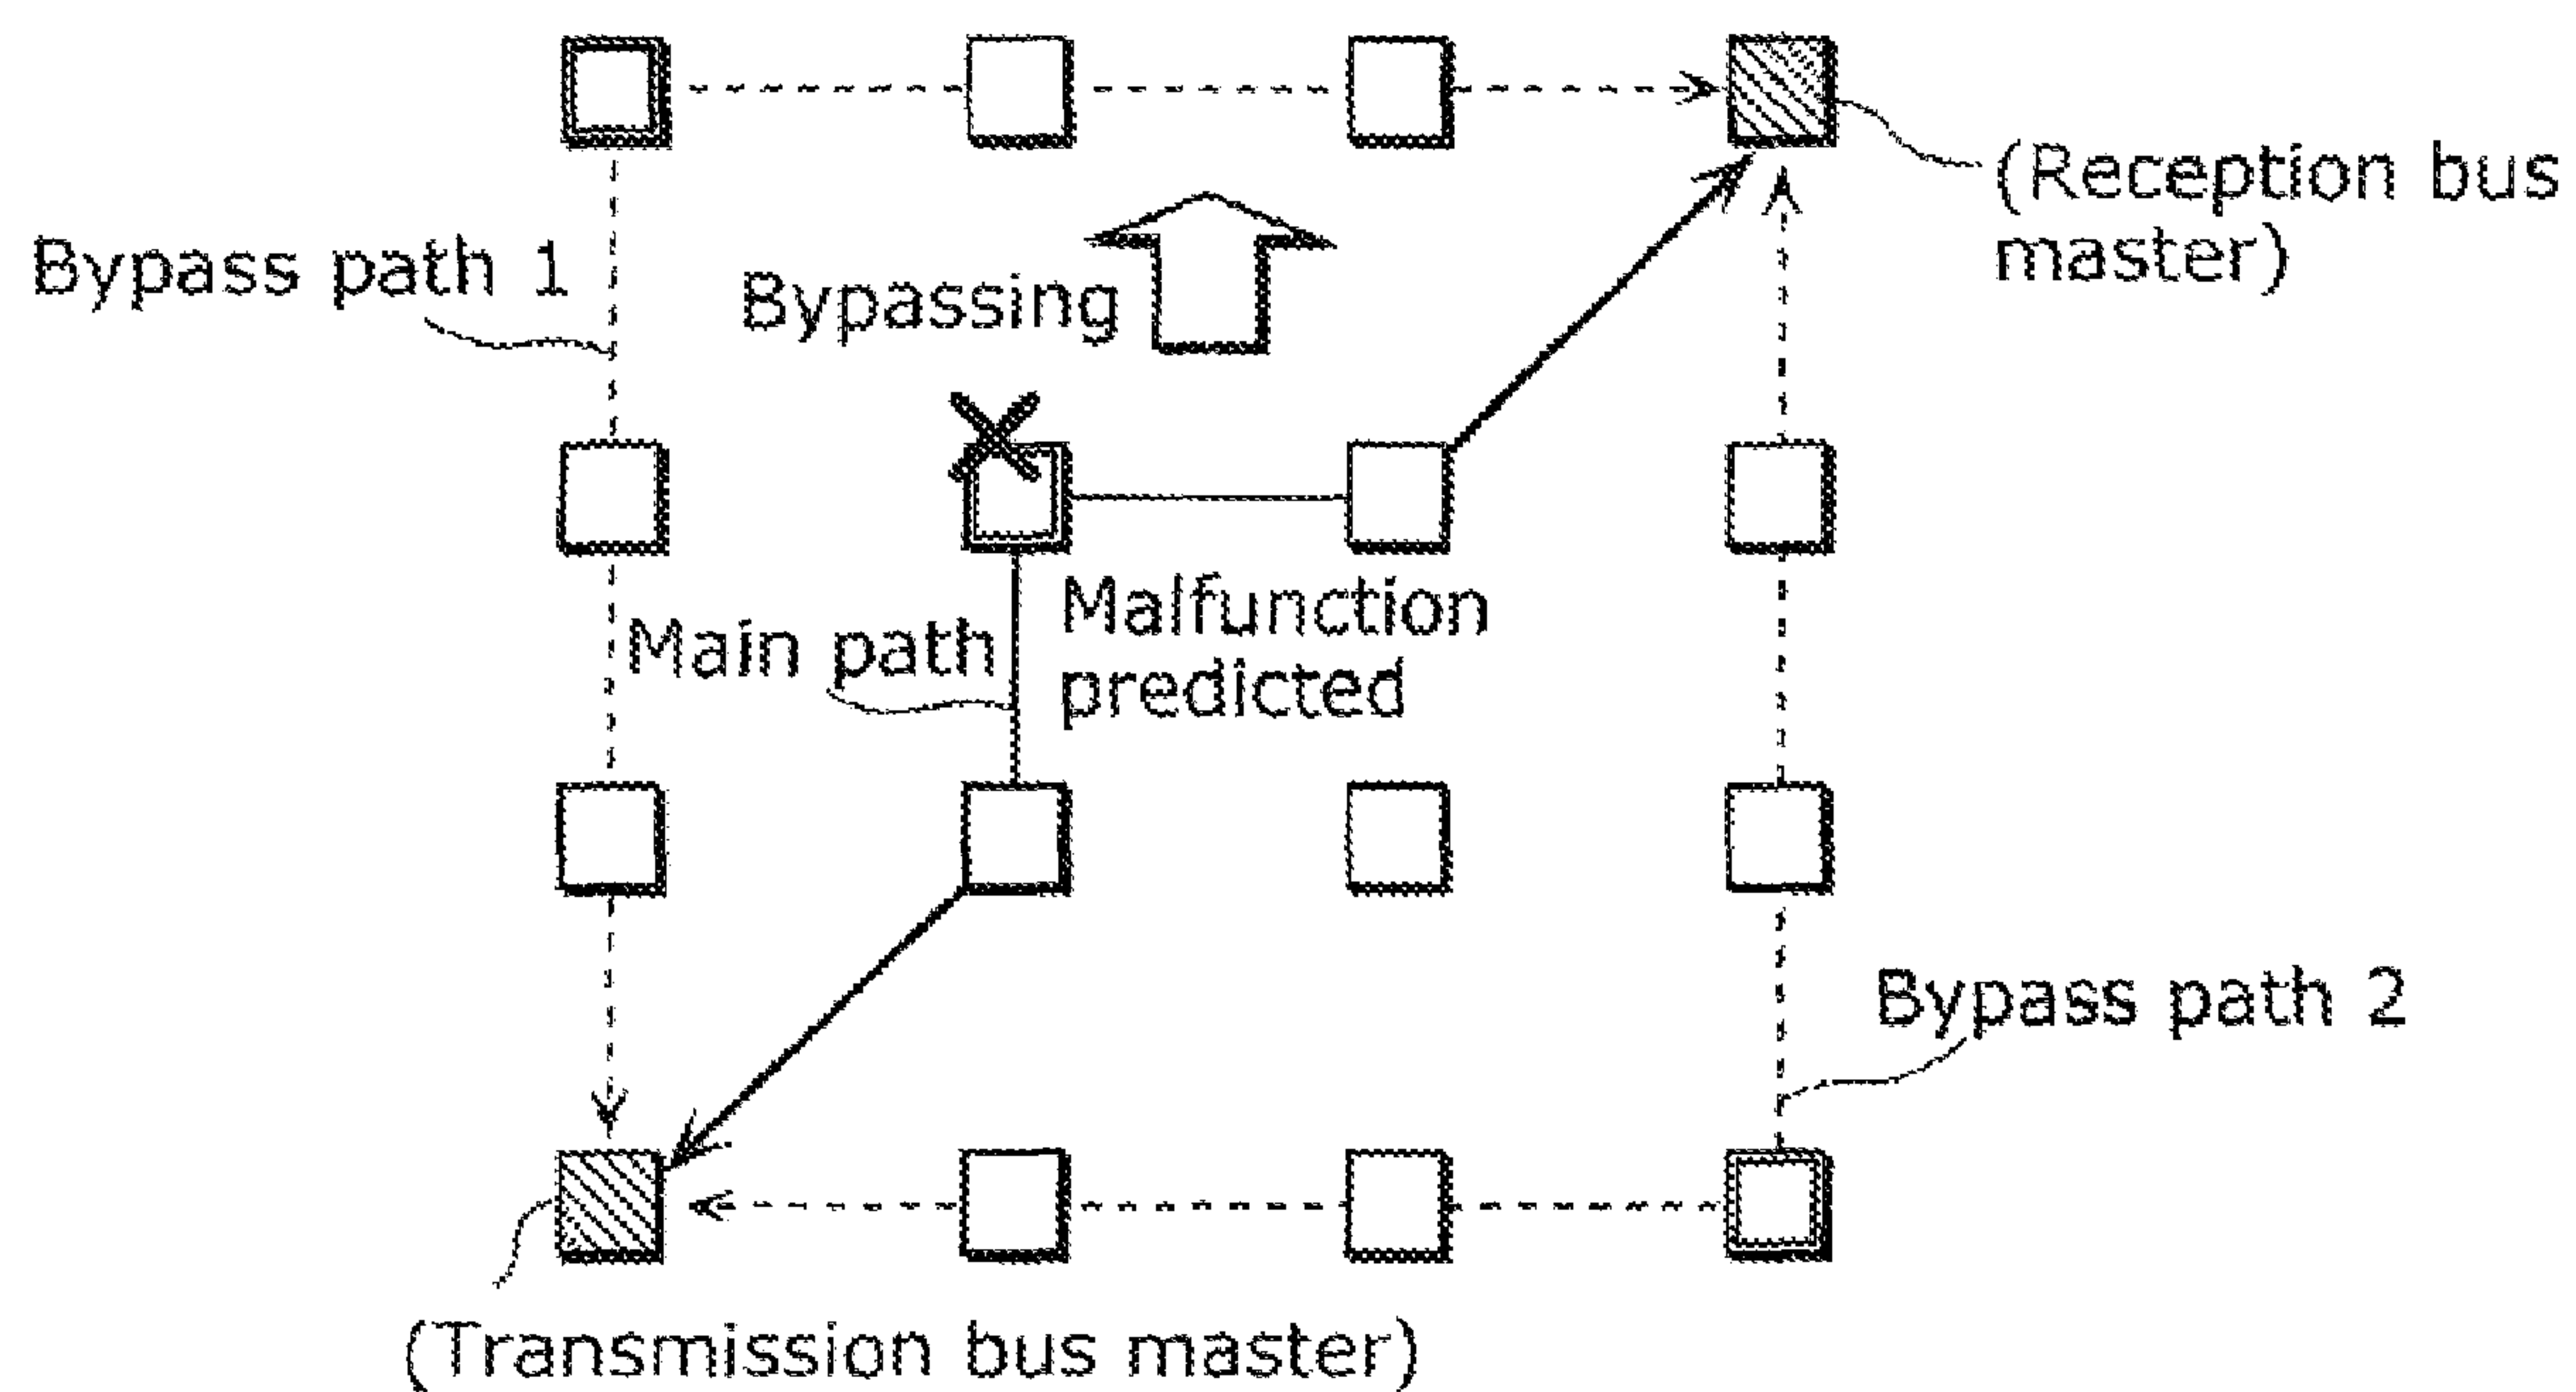 (Reception bus
master)
Bypass path 1
Bypassing
Malfunction
predicted
Main path
Bypass path 2
(Transmission bus master)